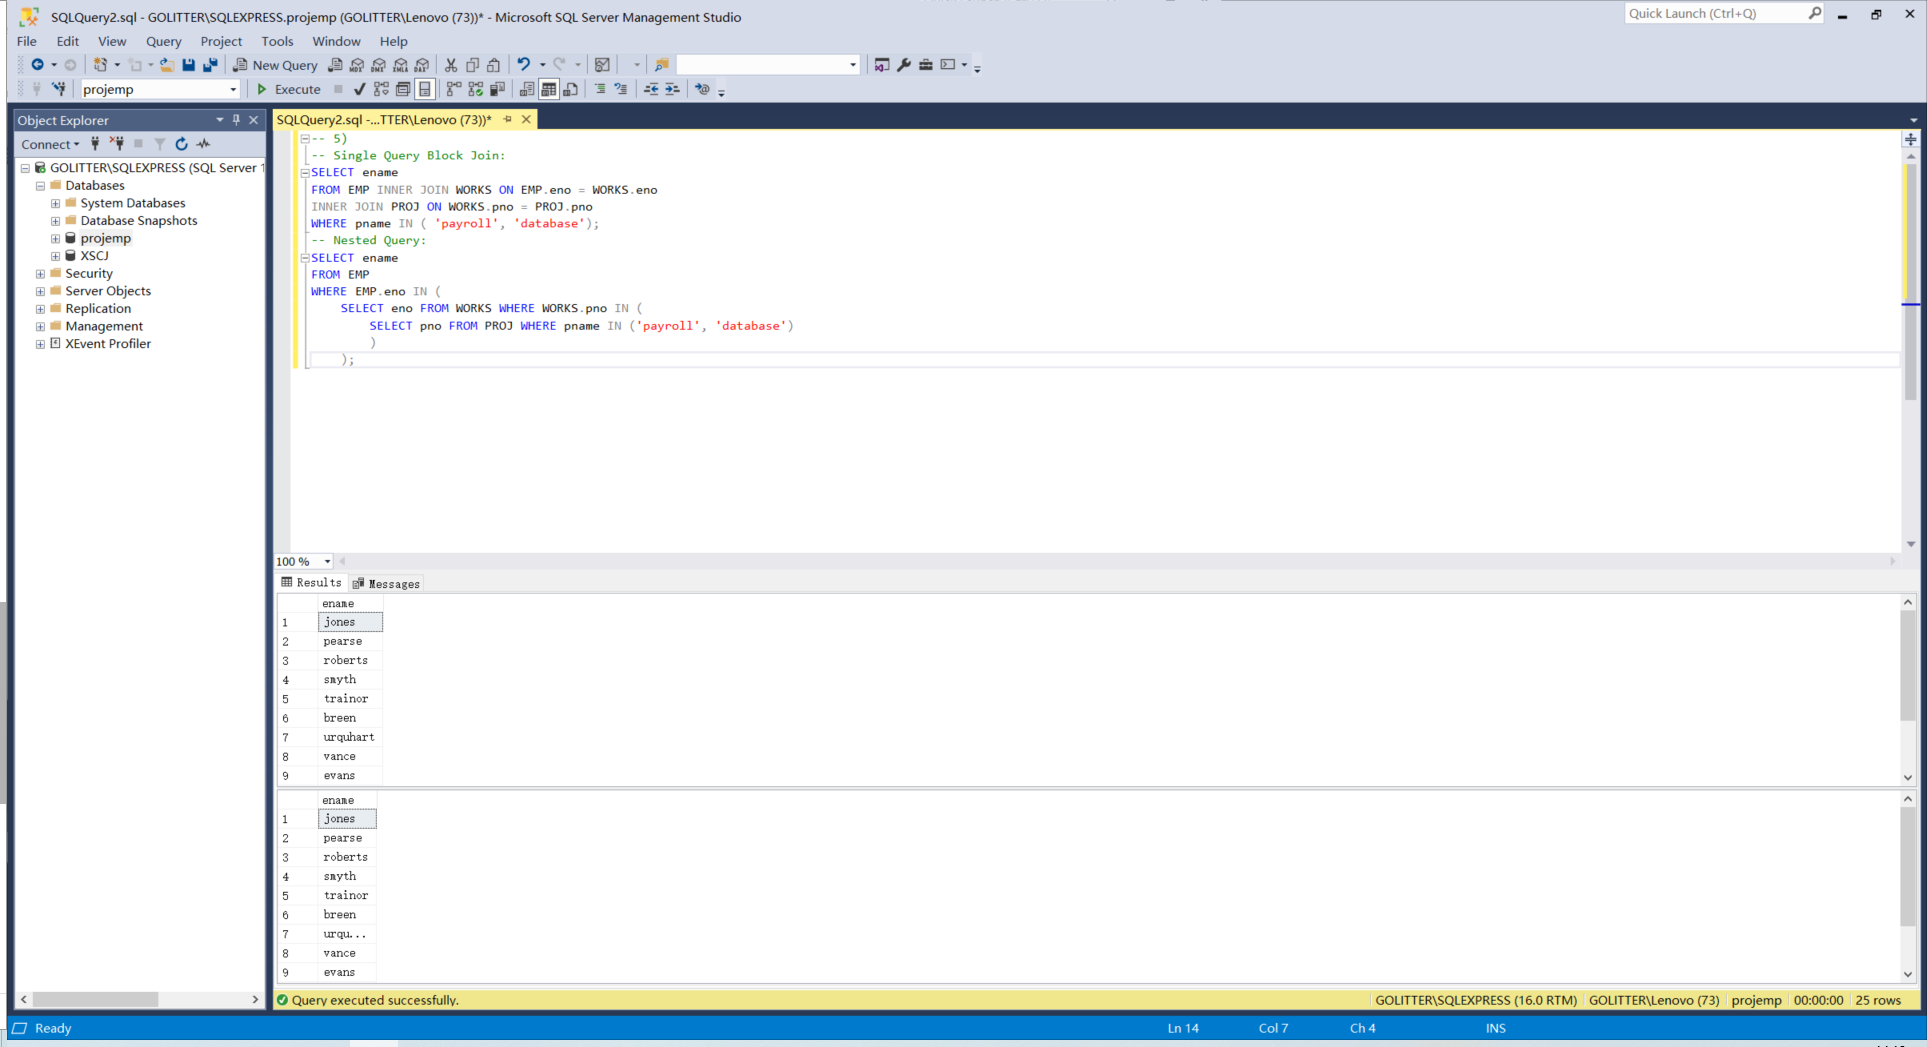 SQLQuery2.sql - GOLITTER\SQLEXPRESS.projemp (GOLITTER\Lenovo (73))* - Microsoft SQL Server Management Studio
Quick Launch (Ctrl+Q)
File Edit View Query Project Tools Window Help
New Query
projemp
Execute
Object Explorer
Connect
GOLITTER\SQLEXPRESS (SQL Server 1
Databases
System Databases
Database Snapshots
projemp
XSCJ
Security
Server Objects
Replication
Management
XEvent Profiler
SQLQuery2.sql -...TTER\Lenovo (73))*
-- 5)
-- Single Query Block Join:
SELECT ename
FROM EMP INNER JOIN WORKS ON EMP.eno = WORKS.eno
INNER JOIN PROJ ON WORKS.pno = PROJ.pno
WHERE pname IN ( 'payroll', 'database');
-- Nested Query:
SELECT ename
FROM EMP
WHERE EMP.eno IN (
SELECT eno FROM WORKS WHERE WORKS.pno IN (
SELECT pno FROM PROJ WHERE pname IN ('payroll', 'database')
)
);
100 %
Results Messages
ename
1 jones
2 pearse
3 roberts
4 smyth
5 trainor
6 breen
7 urquhart
8 vance
9 evans
ename
1 jones
2 pearse
3 roberts
4 smyth
5 trainor
6 breen
7 urqu...
8 vance
9 evans
Query executed successfully.
GOLITTER\SQLEXPRESS (16.0 RTM) GOLITTER\Lenovo (73) projemp 00:00:00 25 rows
Ready
Ln 14 Col 7 Ch 4 INS